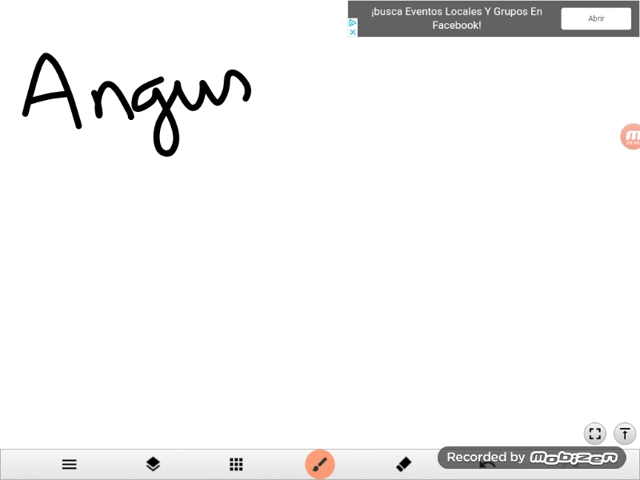 ¡busca Eventos Locales Y Grupos En
Facebook!
Abrir
Angus
Recorded by Mobizen